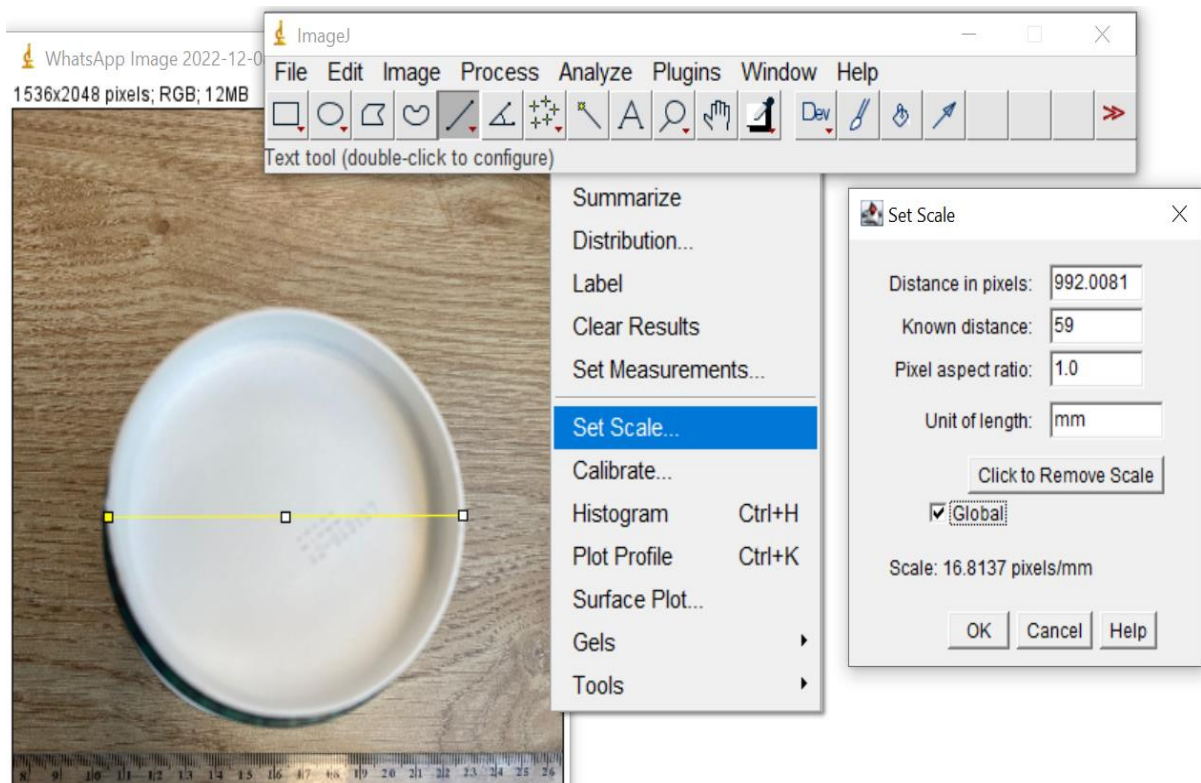 ImageJ
WhatsApp Image 2022-12-0
1536x2048 pixels; RGB; 12MB
File Edit Image Process Analyze Plugins Window Help
A Dev >>
Text tool (double-click to configure)
Summarize
Distribution...
Label
Clear Results
Set Measurements...
Set Scale...
Calibrate...
Histogram Ctrl+H
Plot Profile Ctrl+K
Surface Plot...
Gels
Tools
Set Scale
Distance in pixels: 992.0081
Known distance: 59
Pixel aspect ratio: 1.0
Unit of length: mm
Click to Remove Scale
Global
Scale: 16.8137 pixels/mm
OK Cancel Help
8 9 10 11 12 13 14 15 16 17 18 19 20 21 22 23 24 25 26